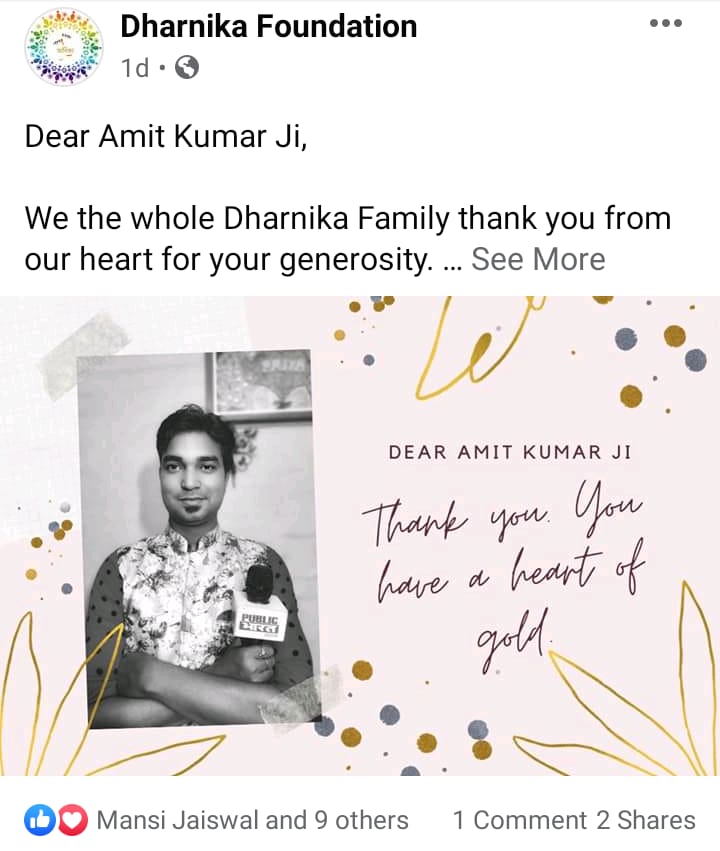 Dharnika Foundation
1d
Dear Amit Kumar Ji,
We the whole Dharnika Family thank you from
our heart for your generosity. ... See More
PRIYA
DEAR AMIT KUMAR JI
Thank you. You
have a heart of
gold.
PUBLIC
Mansi Jaiswal and 9 others 1 Comment 2 Shares